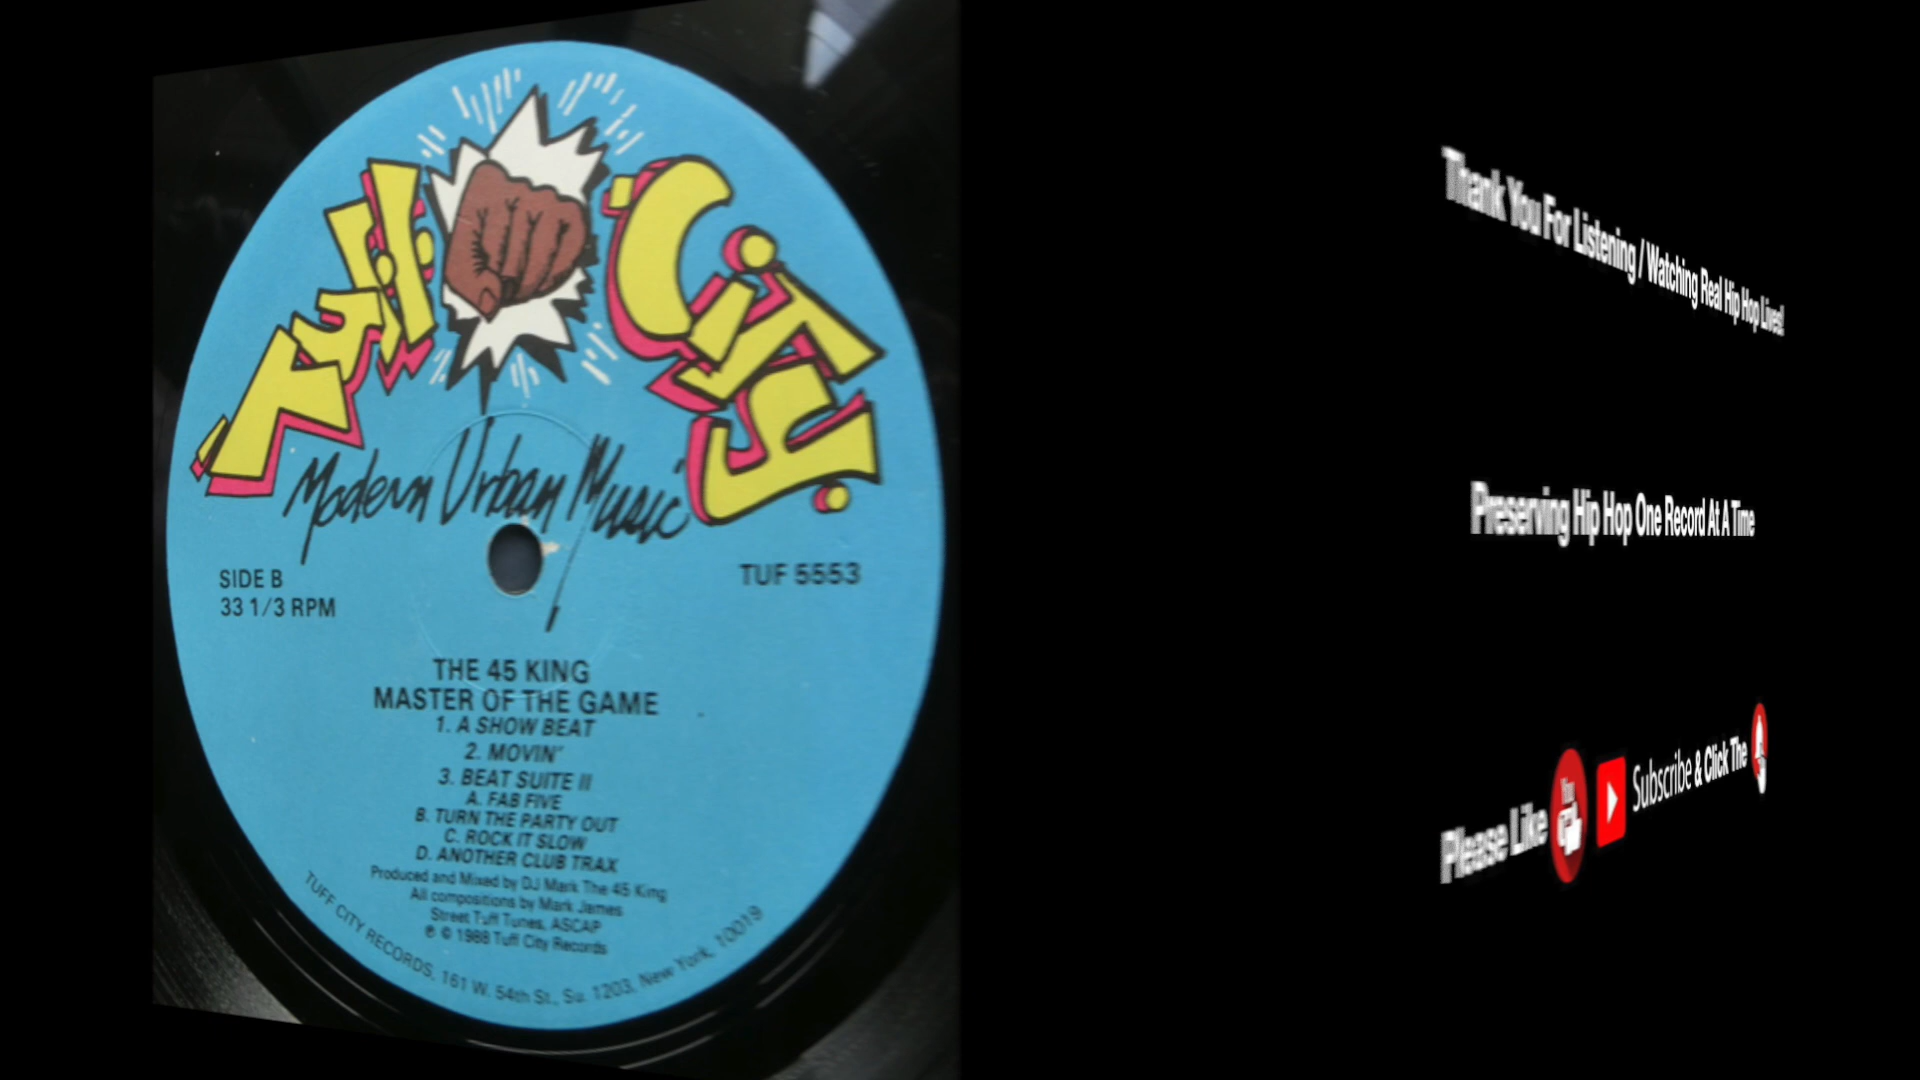 Tuff City
Modern Urban Music
SIDE B
33 1/3 RPM
TUF 5553
THE 45 KING
MASTER OF THE GAME
1. A SHOW BEAT
2. MOVIN'
3. BEAT SUITE II
A. FAB FIVE
B. TURN THE PARTY OUT
C. ROCK IT SLOW
D. ANOTHER CLUB TRAX
Produced and Mixed by DJ Mark The 45 King
All compositions by Mark James
Street Tuff Tunes, ASCAP
℗ © 1988 Tuff City Records
TUFF CITY RECORDS, 161 W. 54th St., Su. 1203, New York, 10019
Thank You For Listening / Watching Real Hip Hop Lives!
Preserving Hip Hop One Record At A Time
Please Like You Subscribe & Click The